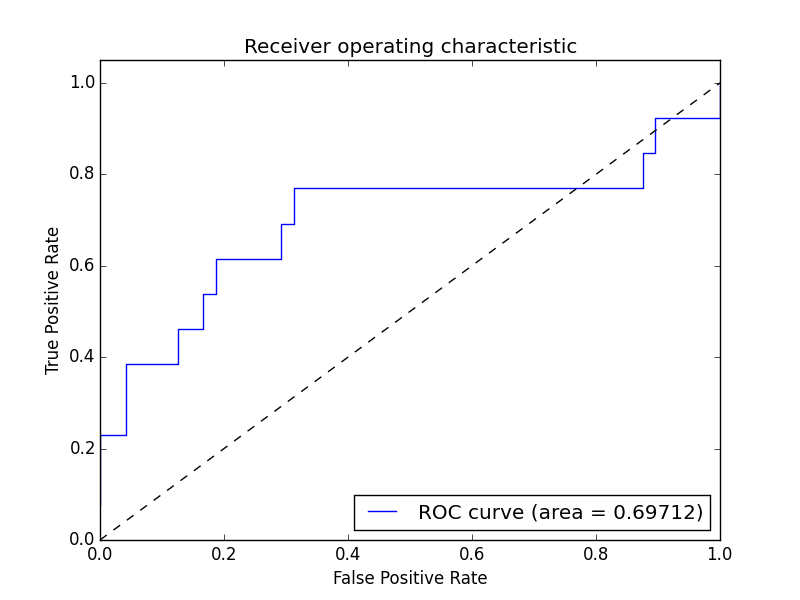 Receiver operating characteristic
True Positive Rate
1.0
0.8
0.6
0.4
0.2
0.0
ROC curve (area = 0.69712)
0.0 0.2 0.4 0.6 0.8 1.0
False Positive Rate